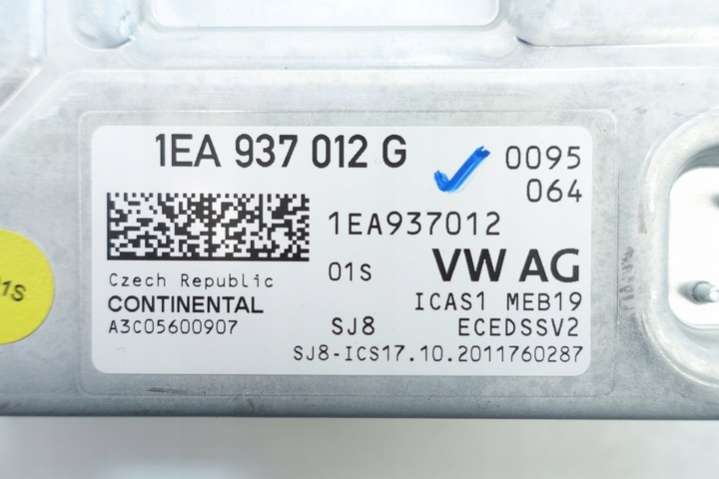 1EA 937 012 G
0095
064
1EA937012
01S
VW AG
Czech Republic
CONTINENTAL
A3C05600907
ICAS1 MEB19
SJ8
ECEDSSV2
SJ8-ICS17.10.2011760287
1S